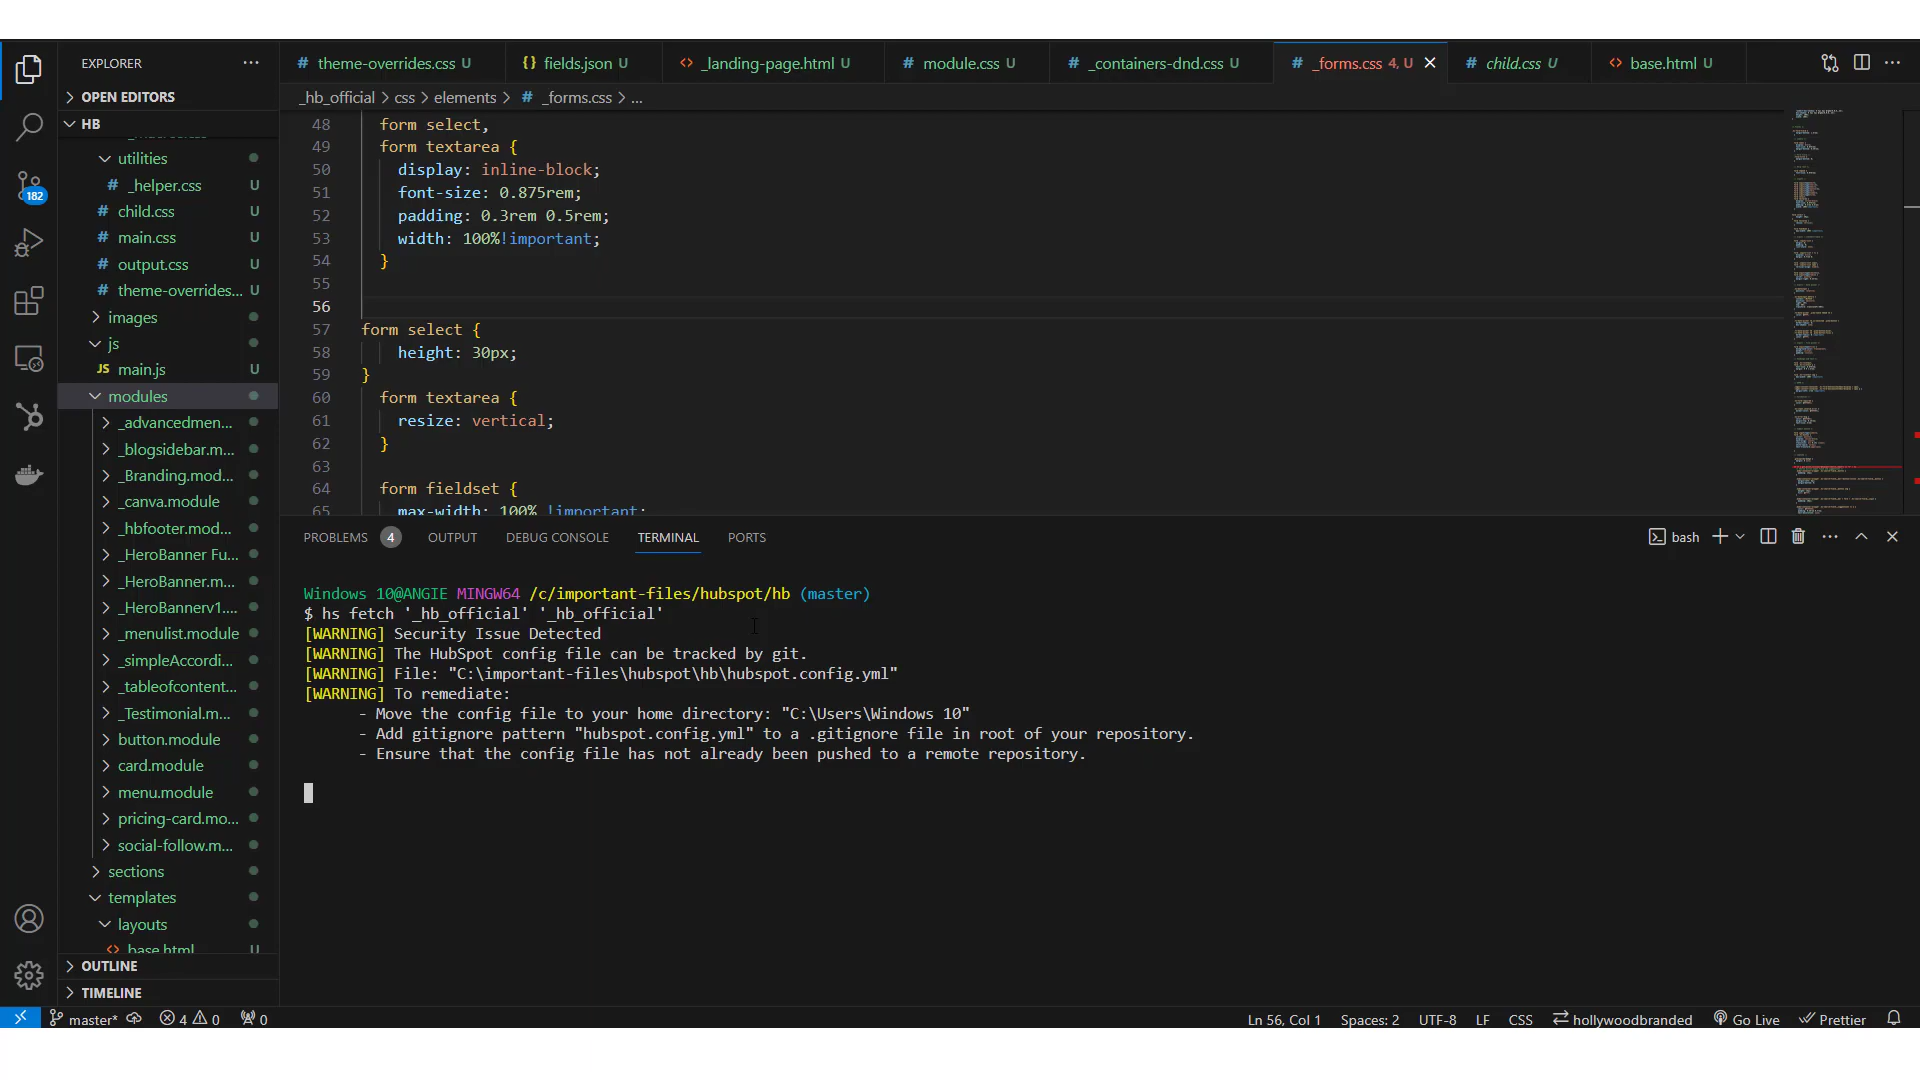 EXPLORER
OPEN EDITORS
HB
utilities
# _helper.css U
# child.css U
# main.css U
# output.css U
# theme-overrides... U
images
js
JS main.js U
modules
_advancedmen...
_blogsidebar.m...
_Branding.mod...
_canva.module
_hbfooter.mod...
_HeroBanner Fu...
_HeroBanner.m...
_HeroBannerv1....
_menulist.module
_simpleAccordi...
_tableofcontent...
_Testimonial.m...
button.module
card.module
menu.module
pricing-card.mo...
social-follow.m...
sections
templates
layouts
<> base.html U
OUTLINE
TIMELINE
182
# theme-overrides.css U
{} fields.json U
<> _landing-page.html U
# module.css U
# _containers-dnd.css U
# _forms.css 4, U
# child.css U
<> base.html U
_hb_official > css > elements > # _forms.css > ...
48 form select,
49 form textarea {
50 display: inline-block;
51 font-size: 0.875rem;
52 padding: 0.3rem 0.5rem;
53 width: 100%!important;
54 }
55
56
57 form select {
58 height: 30px;
59 }
60 form textarea {
61 resize: vertical;
62 }
63
64 form fieldset {
65 max-width: 100% !important;
PROBLEMS 4 OUTPUT DEBUG CONSOLE TERMINAL PORTS
bash
Windows 10@ANGIE MINGW64 /c/important-files/hubspot/hb (master)
$ hs fetch '_hb_official' '_hb_official'
[WARNING] Security Issue Detected
[WARNING] The HubSpot config file can be tracked by git.
[WARNING] File: "C:\important-files\hubspot\hb\hubspot.config.yml"
[WARNING] To remediate:
- Move the config file to your home directory: "C:\Users\Windows 10"
- Add gitignore pattern "hubspot.config.yml" to a .gitignore file in root of your repository.
- Ensure that the config file has not already been pushed to a remote repository.
master* 4 0 0
Ln 56, Col 1 Spaces: 2 UTF-8 LF CSS hollywoodbranded Go Live Prettier